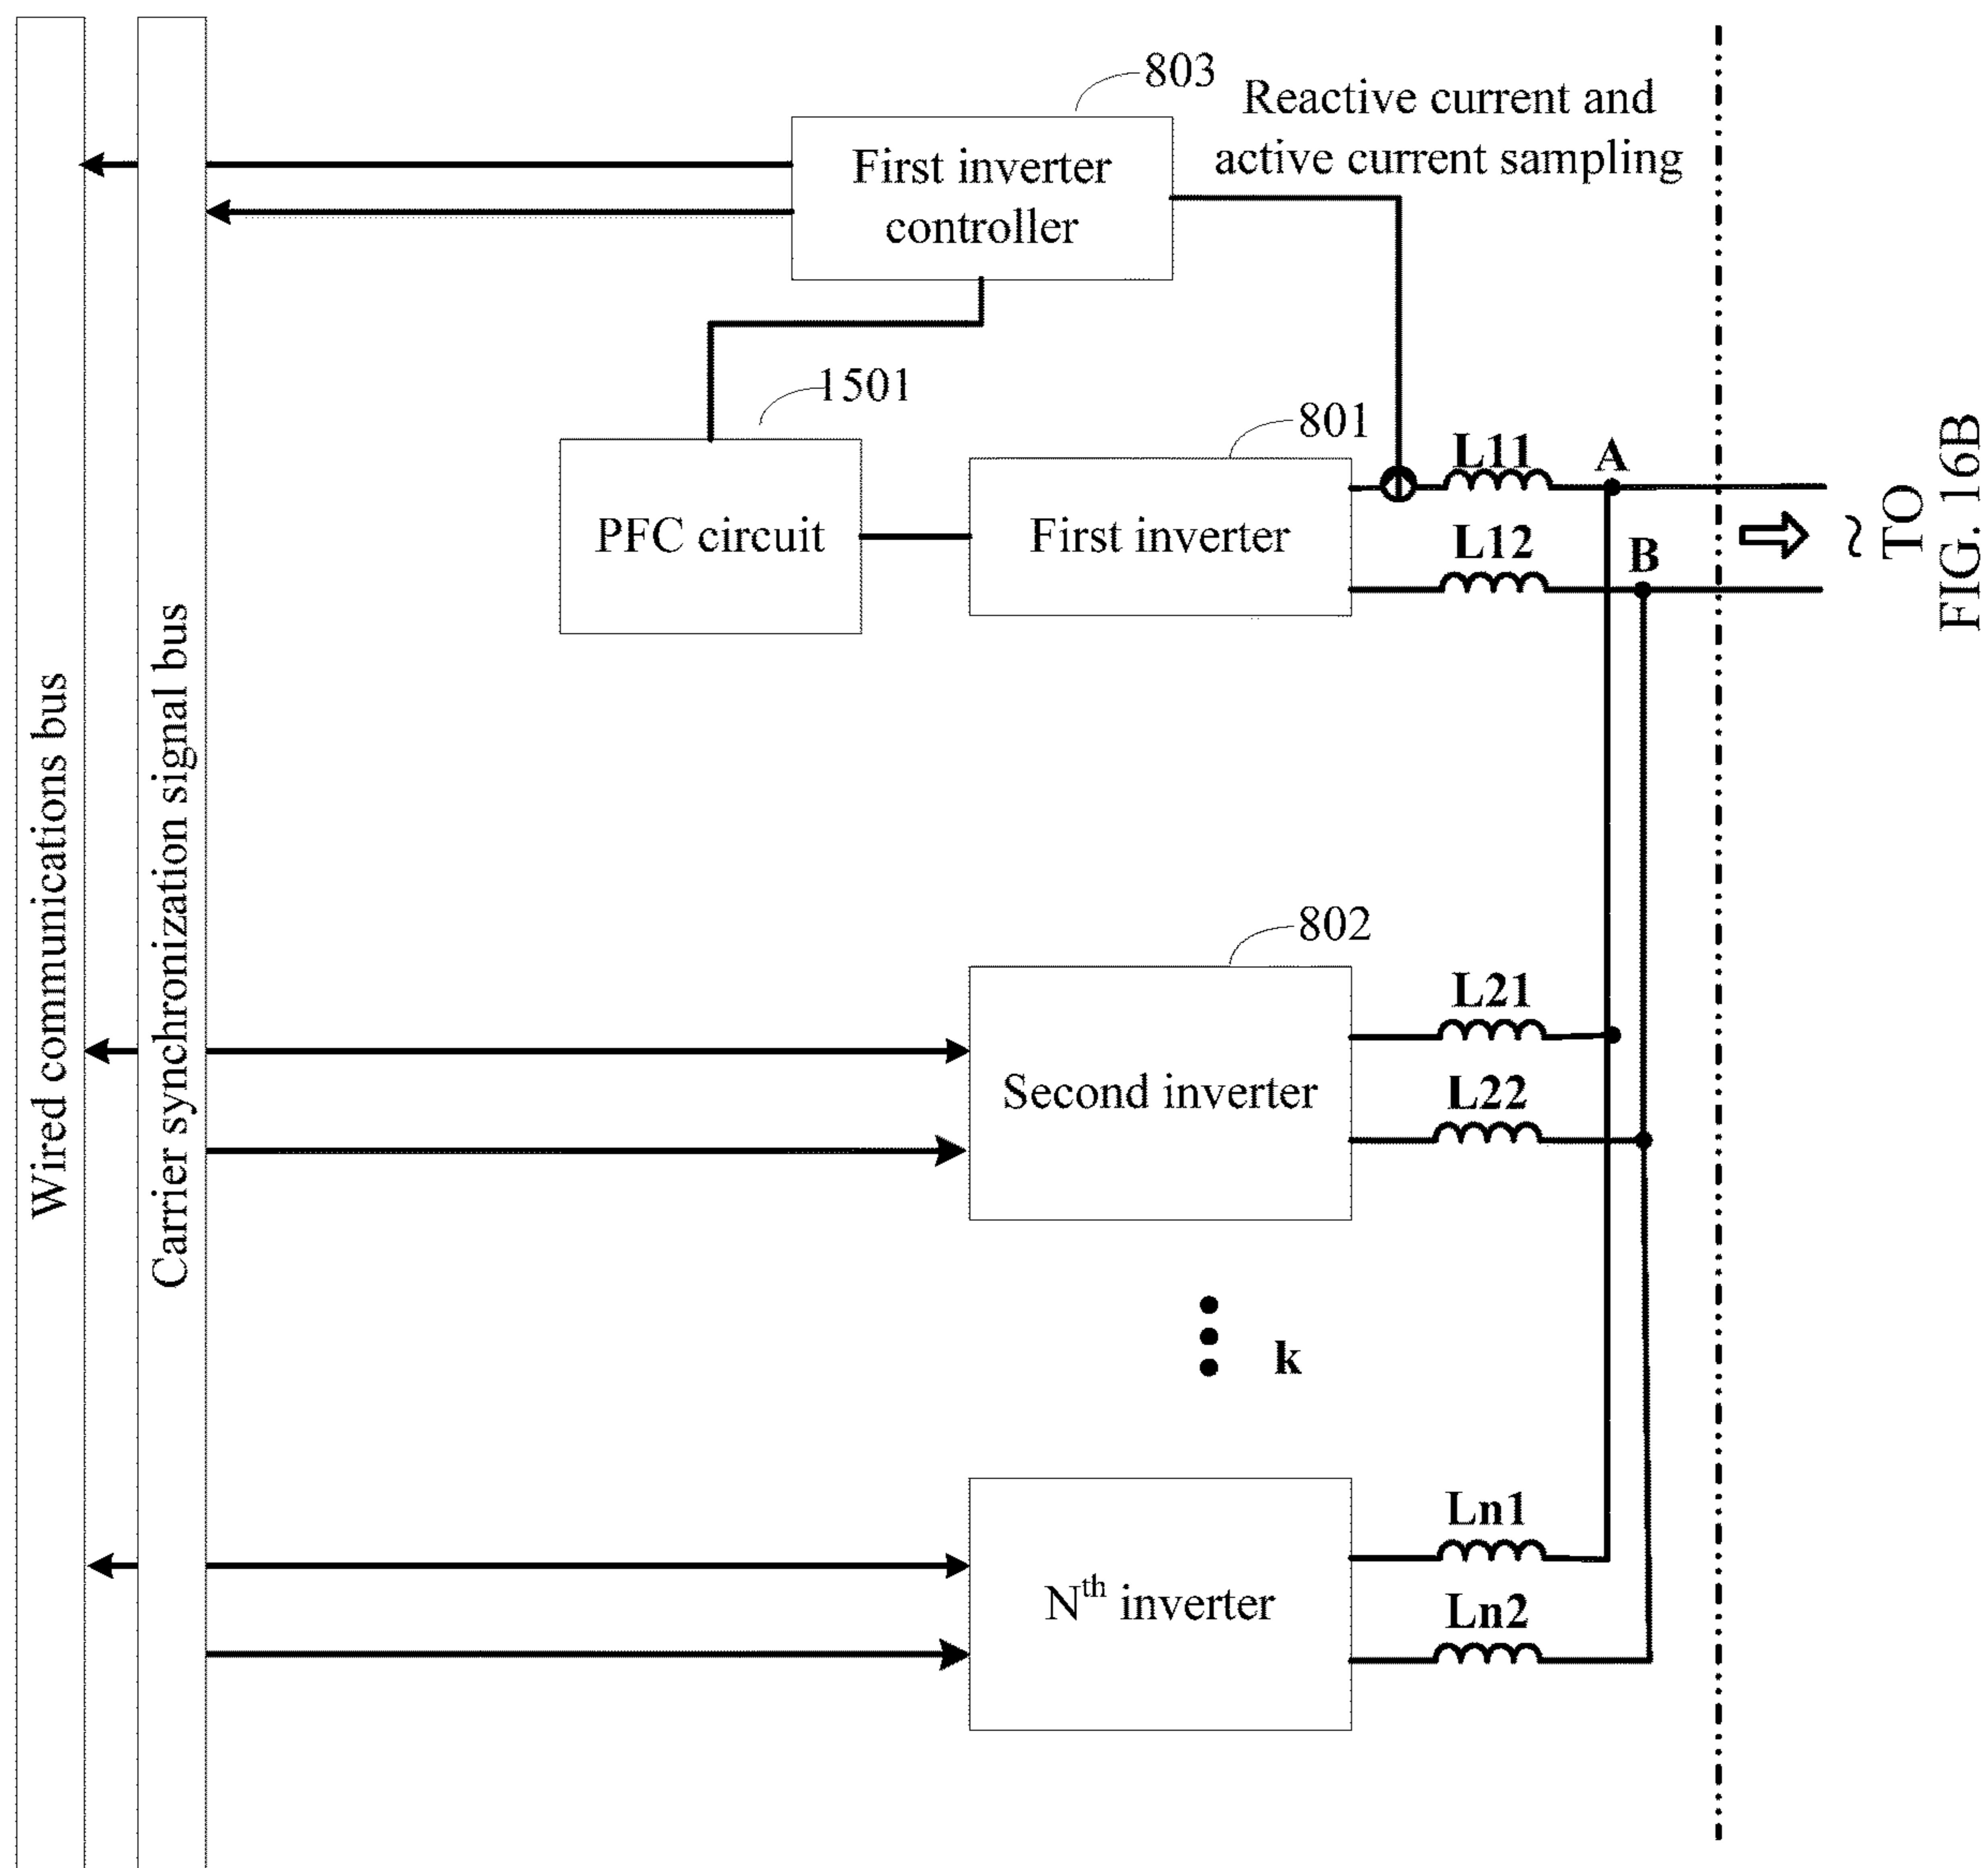 803
Reactive current and
active current sampling
First inverter
controller
1501
801
L11
A
PFC circuit
First inverter
L12
B
~
TO
FIG. 16B
Wired communications bus
Carrier synchronization signal bus
802
L21
Second inverter
L22
k
Ln1
Nth inverter
Ln2